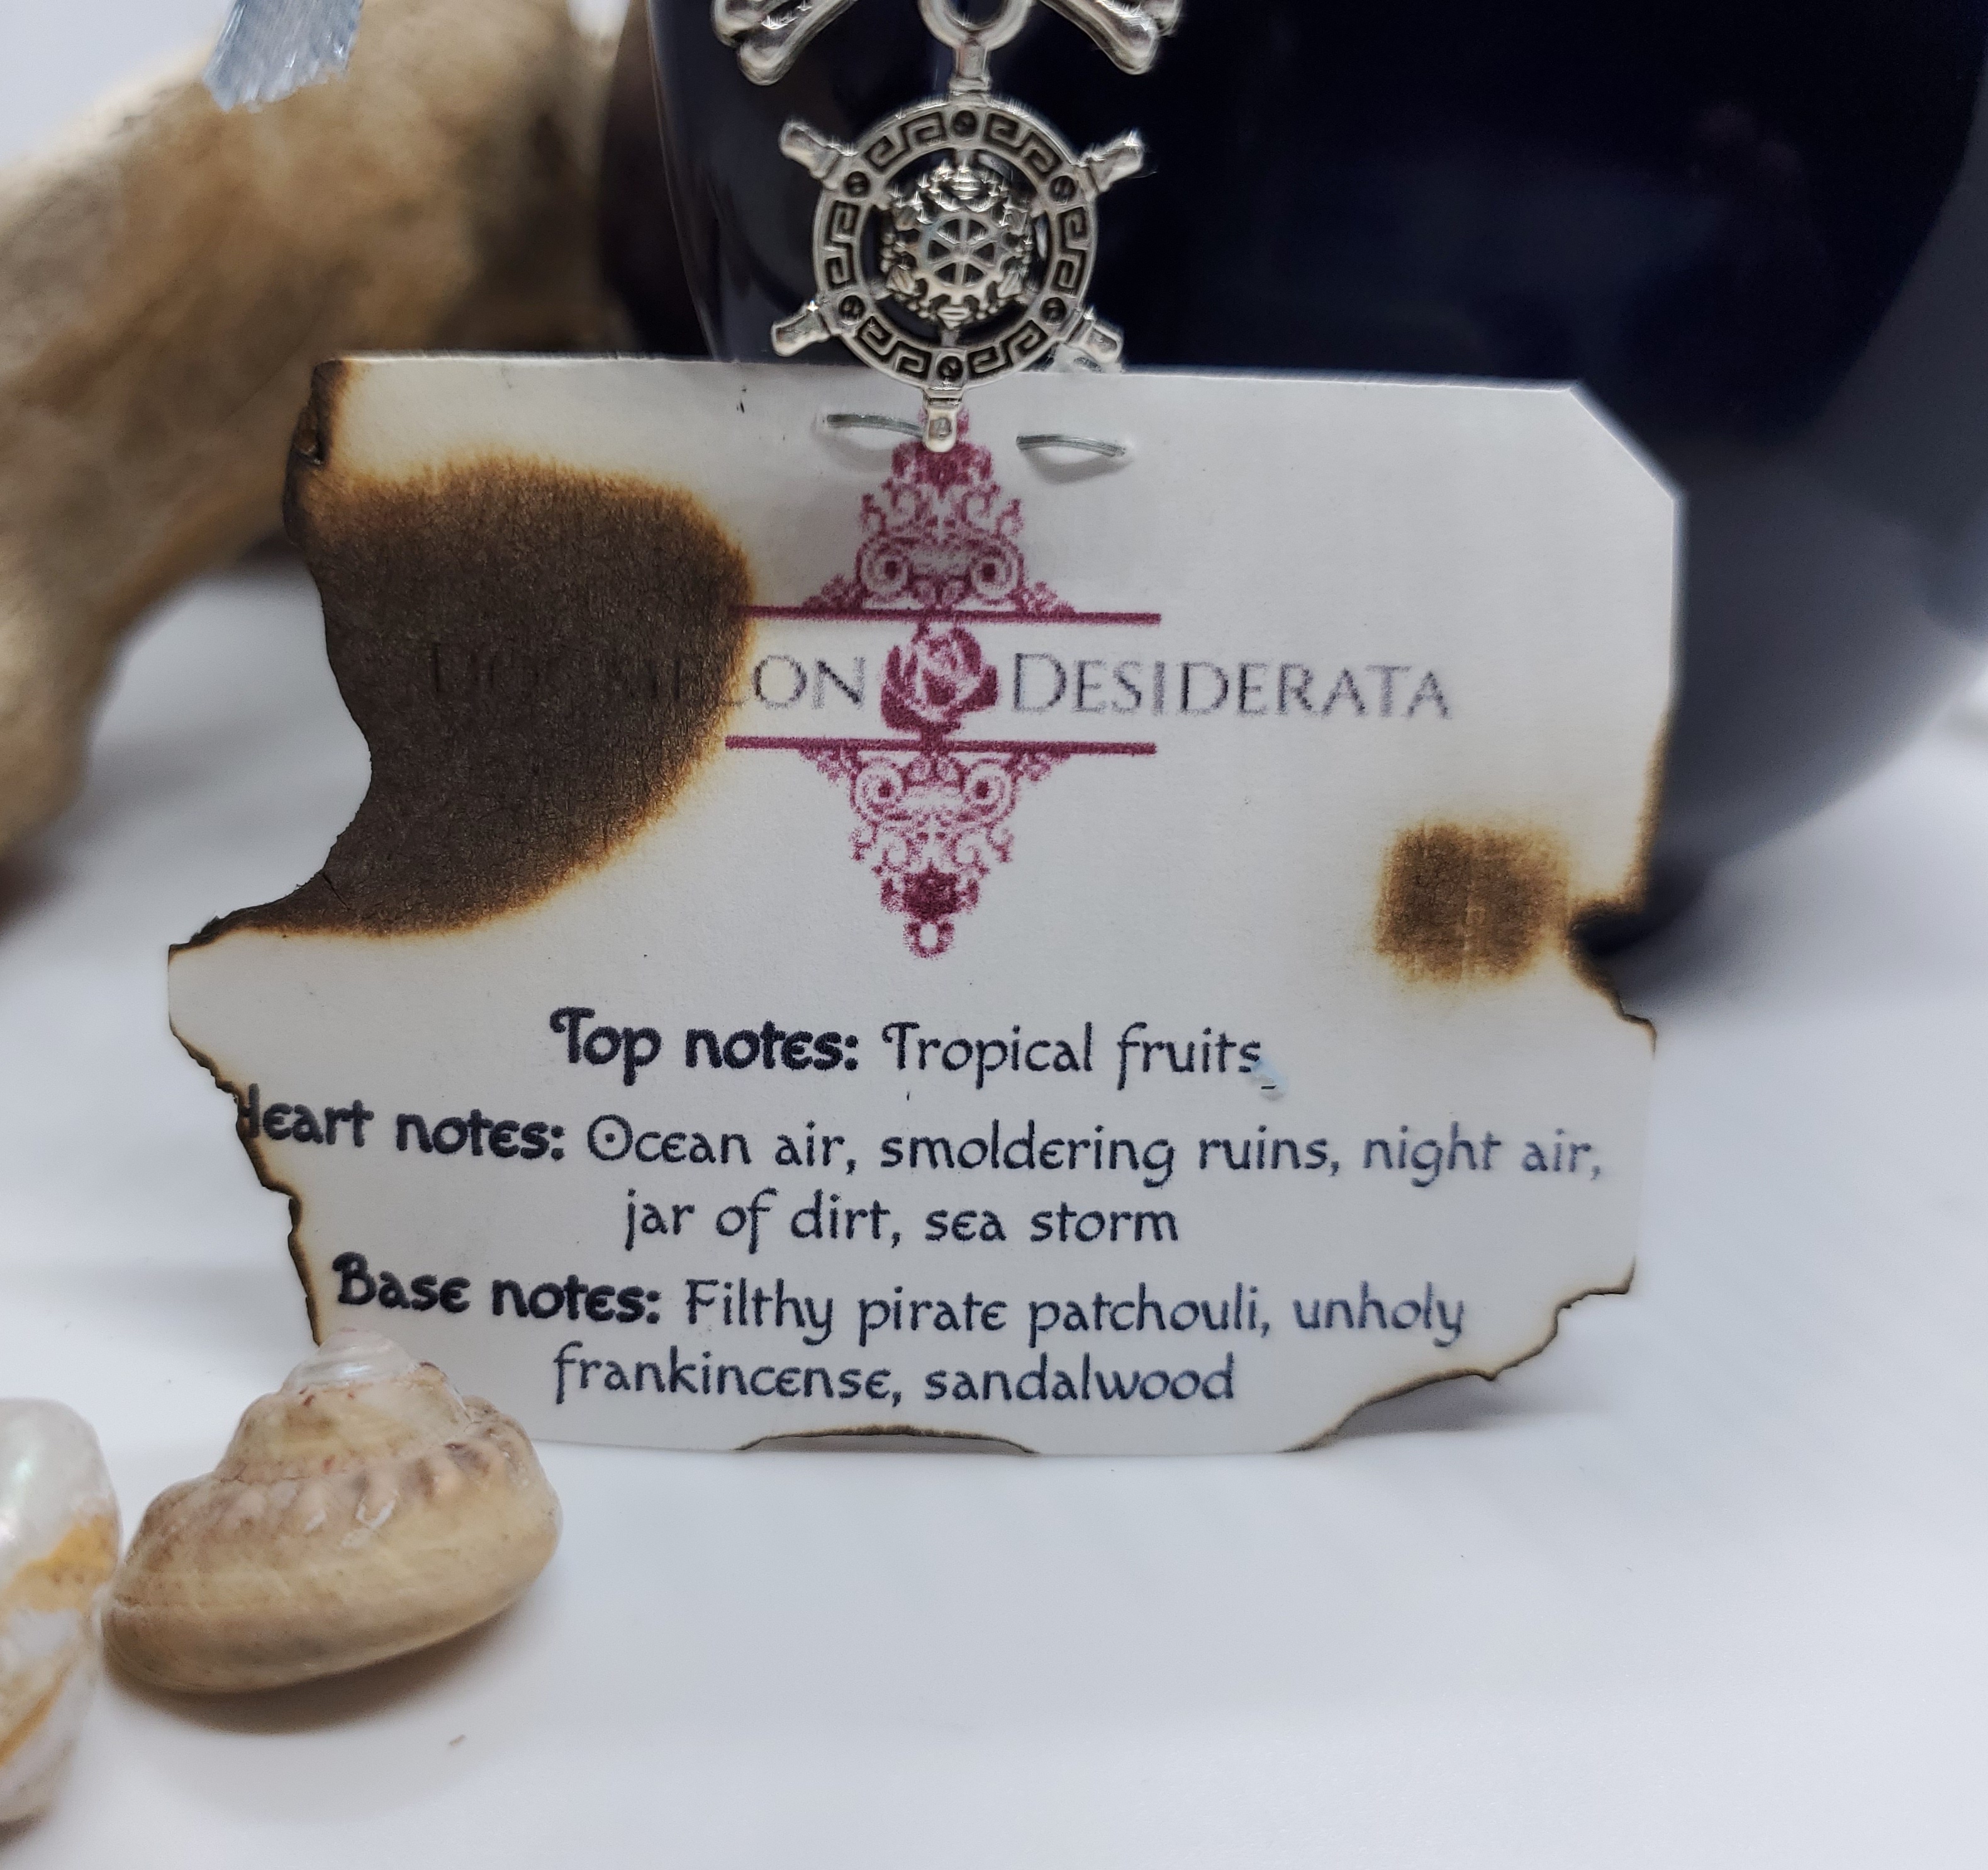 DESIDERATA
Top notes: Tropical fruits,
Heart notes: Ocean air, smoldering ruins, night air,
jar of dirt, sea storm
Base notes: Filthy pirate patchouli, unholy
frankincense, sandalwood